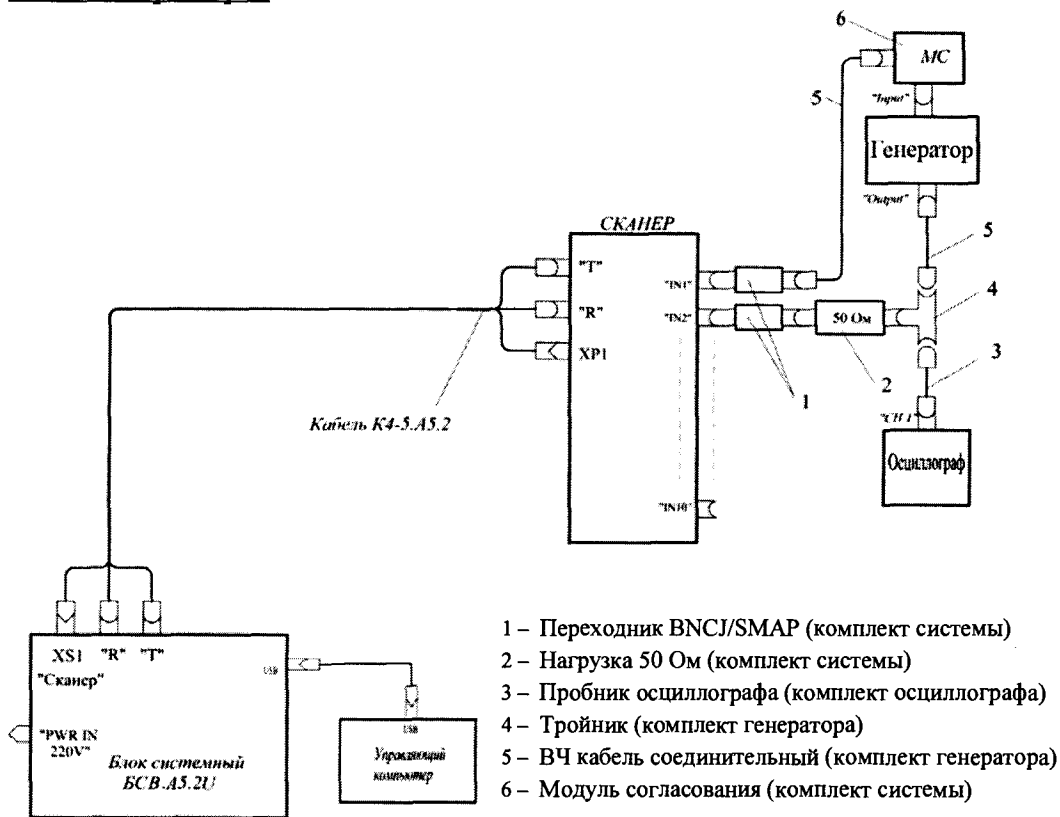 6
МС
5
"Input"
Генератор
"Output"
5
СКАНЕР
"T"
"IN1"
4
"R"
"IN2"
50 Ом
XP1
3
2
1
Кабель К4-5.А5.2
"CH 1"
Осциллограф
"IN10"
XS1 "R" "T"
"Сканер"
USB
"PWR IN
220V"
USB
Управляющий
компьютер
Блок системный
БСВ.А5.2U
1 – Переходник BNCJ/SMAP (комплект системы)
2 – Нагрузка 50 Ом (комплект системы)
3 – Пробник осциллографа (комплект осциллографа)
4 – Тройник (комплект генератора)
5 – ВЧ кабель соединительный (комплект генератора)
6 – Модуль согласования (комплект системы)